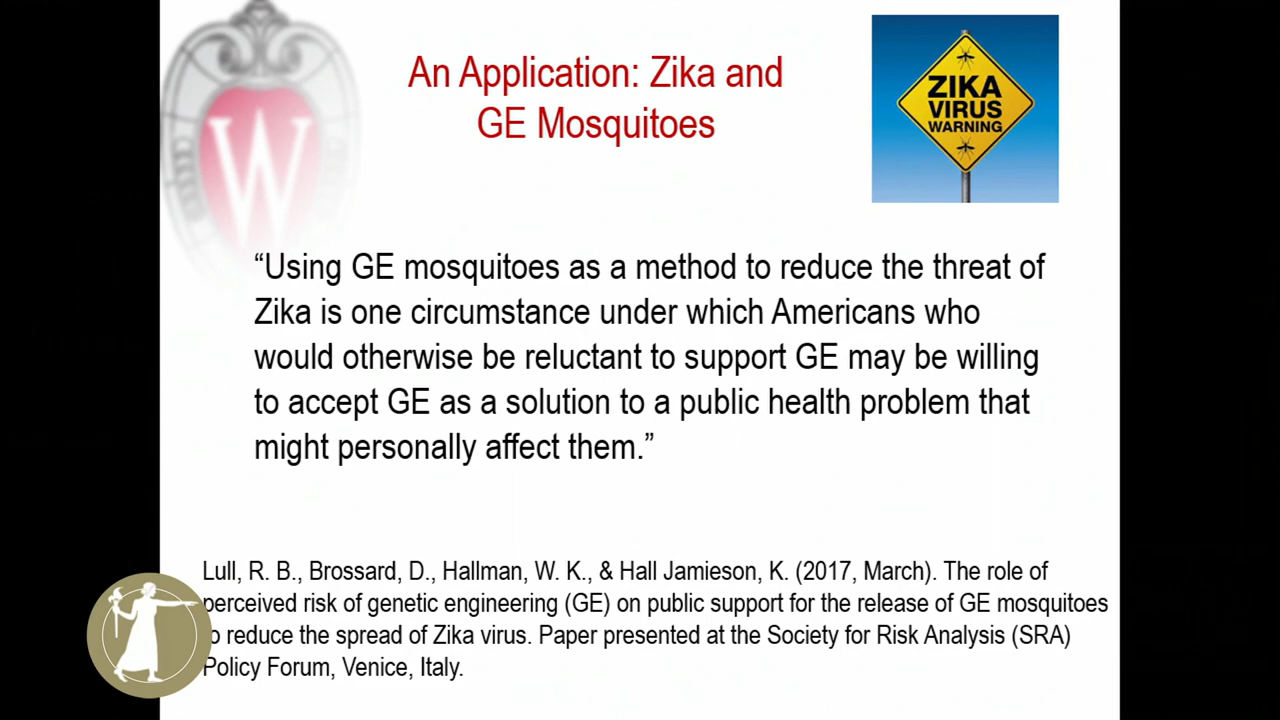 W
An Application: Zika and
GE Mosquitoes
ZIKA
VIRUS
WARNING
“Using GE mosquitoes as a method to reduce the threat of
Zika is one circumstance under which Americans who
would otherwise be reluctant to support GE may be willing
to accept GE as a solution to a public health problem that
might personally affect them.”
Lull, R. B., Brossard, D., Hallman, W. K., & Hall Jamieson, K. (2017, March). The role of
perceived risk of genetic engineering (GE) on public support for the release of GE mosquitoes
to reduce the spread of Zika virus. Paper presented at the Society for Risk Analysis (SRA)
Policy Forum, Venice, Italy.